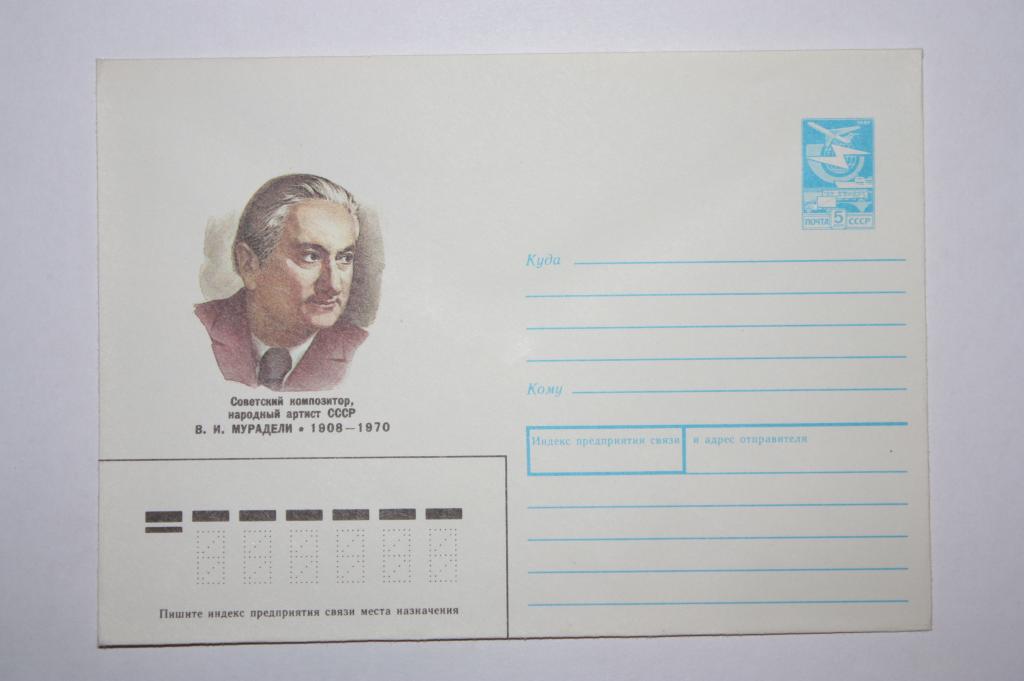 Советский композитор,
народный артист СССР
В. И. МУРАДЕЛИ • 1908—1970
ПОЧТА 5 СССР
Куда
Кому
Индекс предприятия связи и адрес отправителя
Пишите индекс предприятия связи места назначения